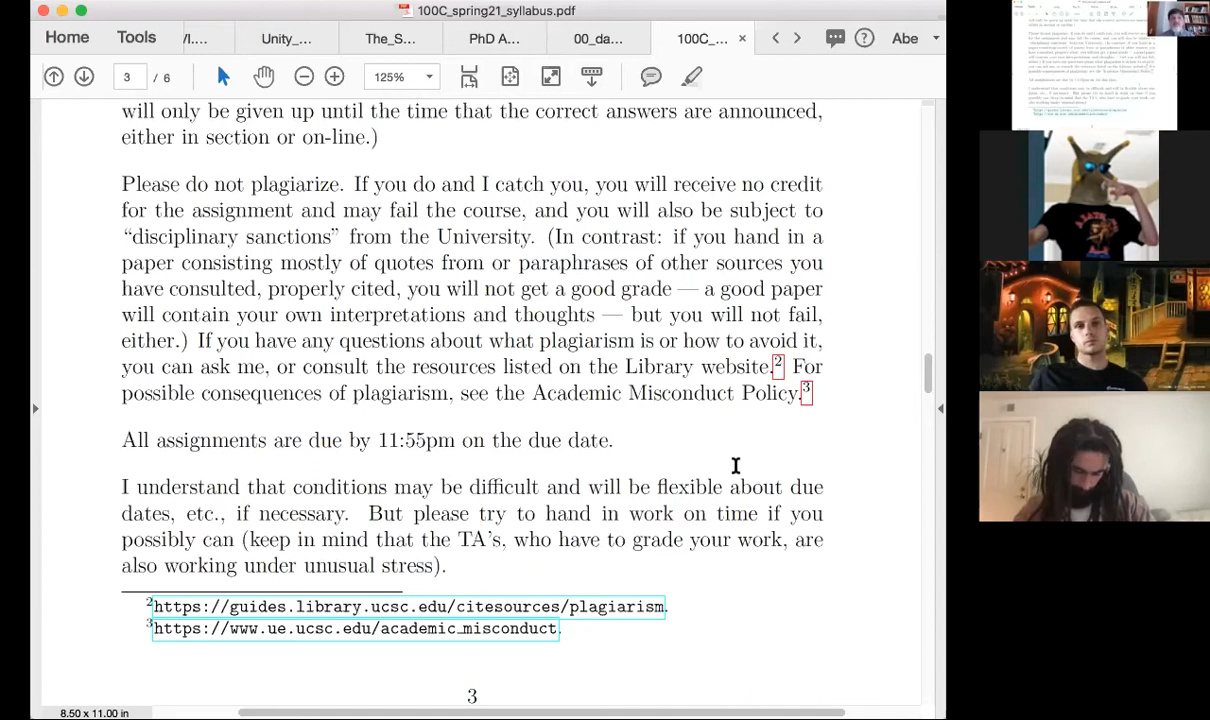 100C_spring21_syllabus.pdf
Home Tools /I.... Unity_... 00_da... 100C_... × Abe
3 / 6 125%
will only be given up
either in section or on-line.)
Please do not plagiarize. If you do and I catch you, you will receive no credit
for the assignment and may fail the course, and you will also be subject to
“disciplinary sanctions” from the University. (In contrast: if you hand in a
paper consisting mostly of quotes from or paraphrases of other sources you
have consulted, properly cited, you will not get a good grade — a good paper
will contain your own interpretations and thoughts — but you will not fail,
either.) If you have any questions about what plagiarism is or how to avoid it,
you can ask me, or consult the resources listed on the Library website.2 For
possible consequences of plagiarism, see the Academic Misconduct Policy.3
All assignments are due by 11:55pm on the due date.
I understand that conditions may be difficult and will be flexible about due
dates, etc., if necessary. But please try to hand in work on time if you
possibly can (keep in mind that the TA's, who have to grade your work, are
also working under unusual stress).
2https://guides.library.ucsc.edu/citesources/plagiarism.
3https://www.ue.ucsc.edu/academic_misconduct.
3
8.50 x 11.00 in